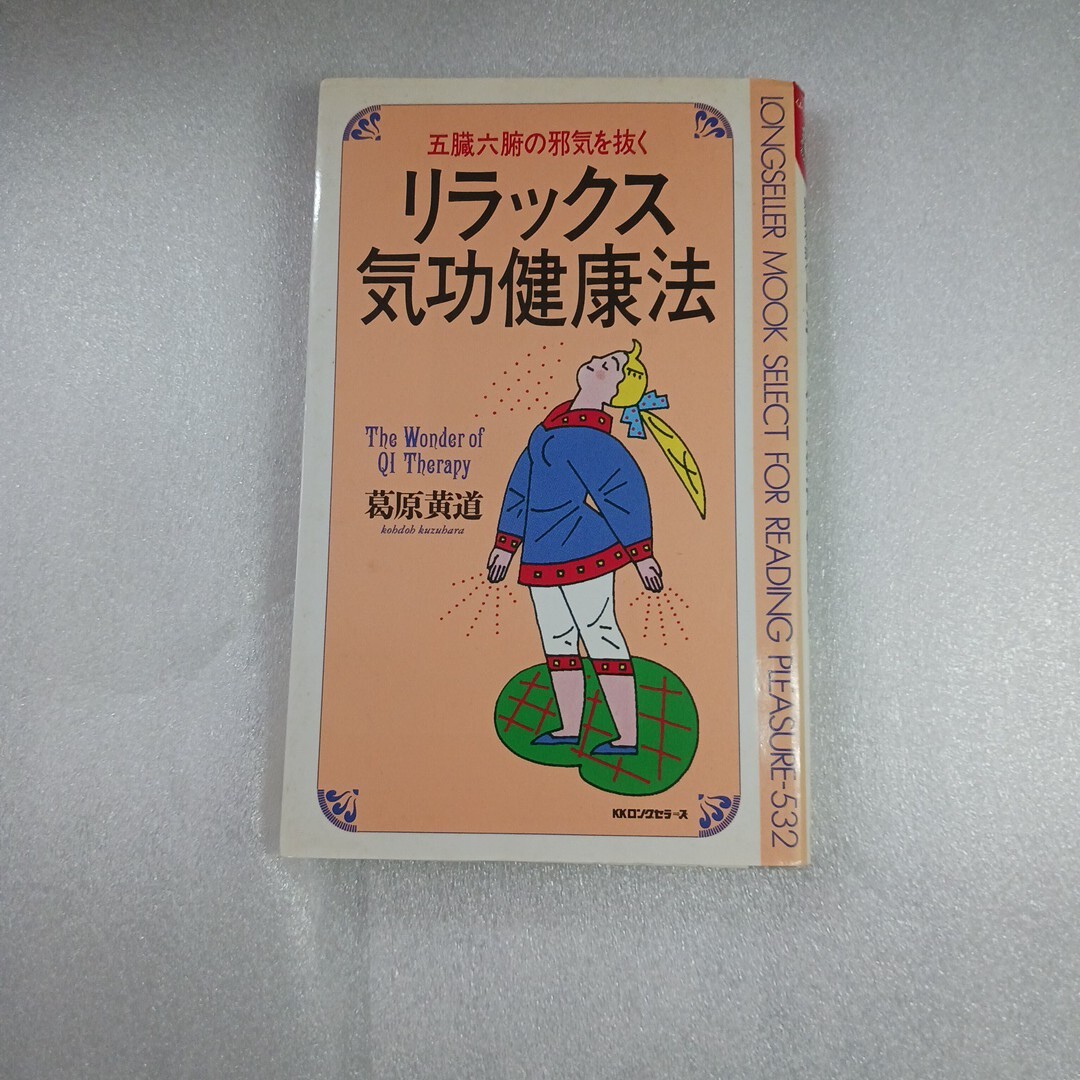 五臓六腑の邪気を抜く
リラックス
気功健康法
The Wonder of
QI Therapy
葛原黄道
kohdoh kuzuhara
KKロングセラーズ
LONGSELLER MOOK SELECT FOR READING PLEASURE-532